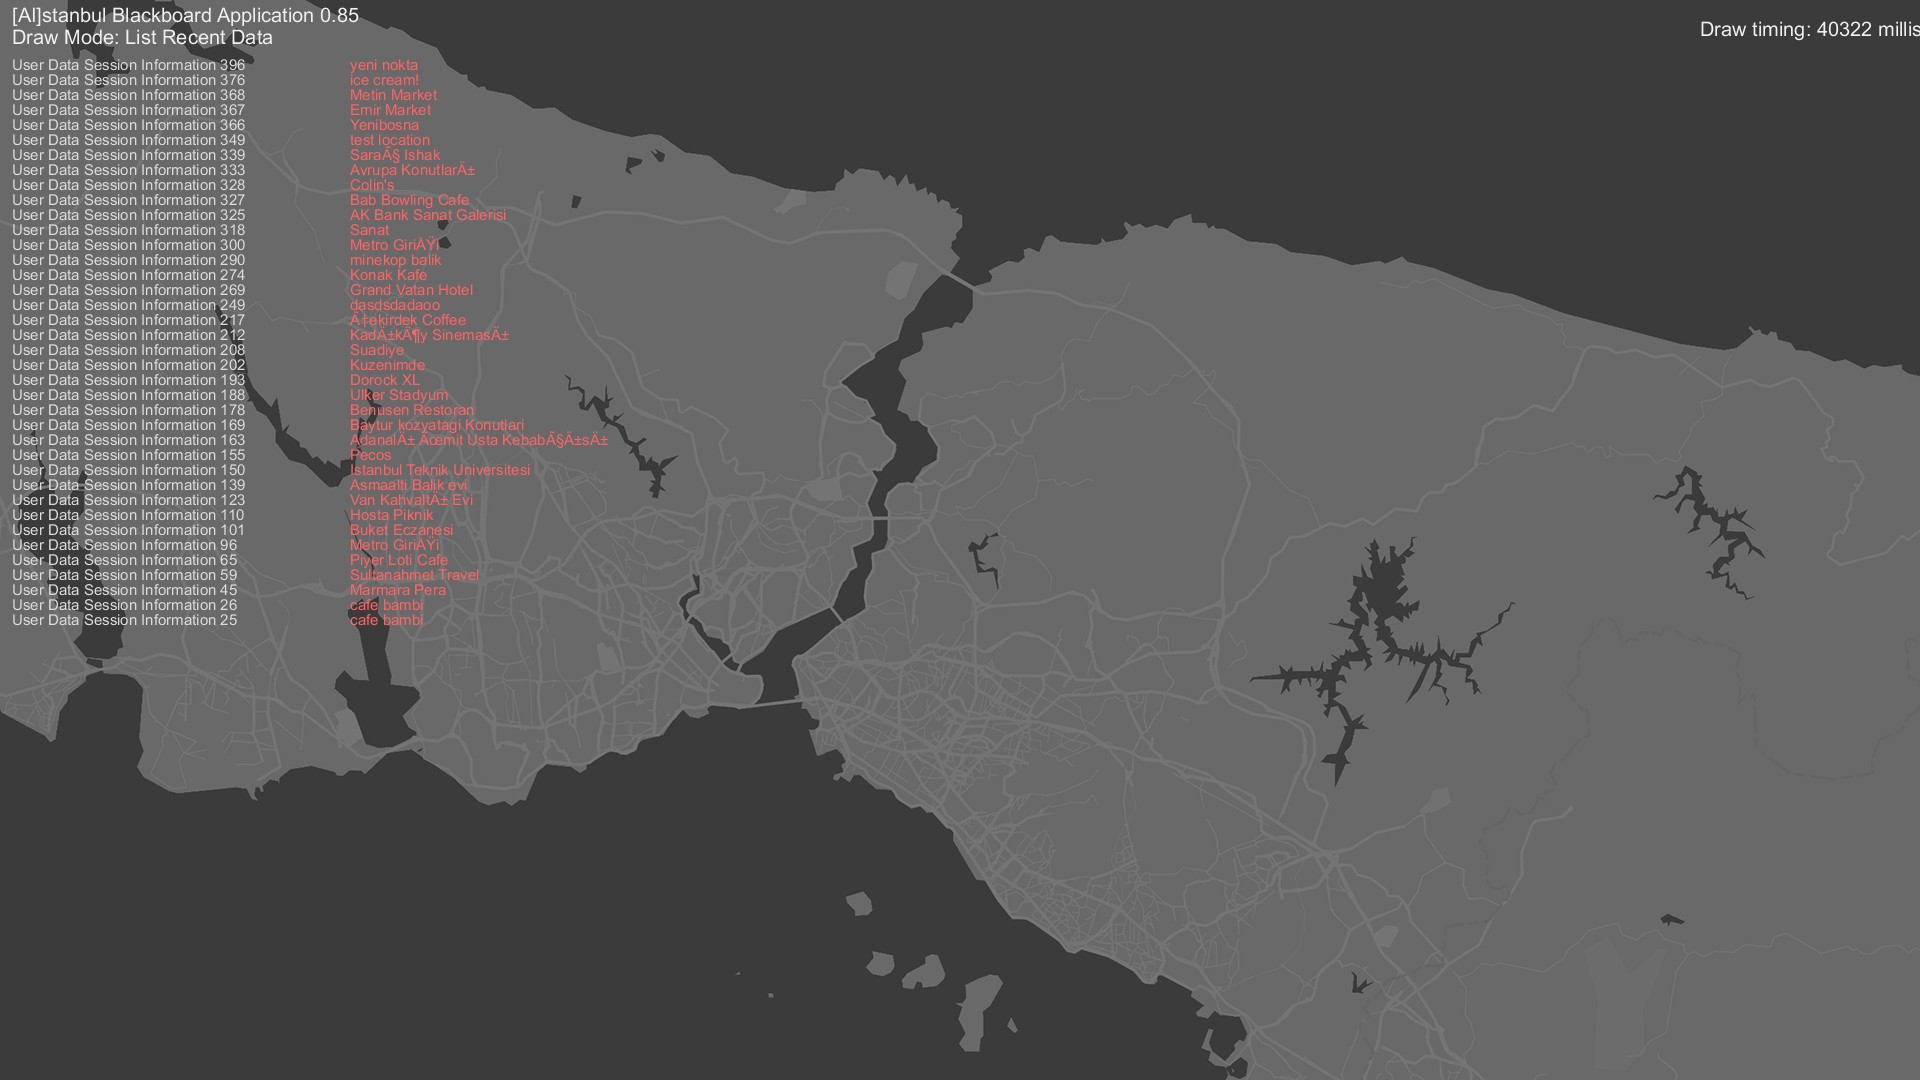 [AI]stanbul Blackboard Application 0.85
Draw Mode: List Recent Data
Draw timing: 40322 millis
User Data Session Information 396 yeni nokta
User Data Session Information 376 ice cream!
User Data Session Information 368 Metin Market
User Data Session Information 367 Emir Market
User Data Session Information 366 Yenibosna
User Data Session Information 349 test location
User Data Session Information 339 SaraÃ§ Ishak
User Data Session Information 333 Avrupa KonutlarÄ±
User Data Session Information 328 Colin's
User Data Session Information 327 Bab Bowling Cafe
User Data Session Information 325 AK Bank Sanat Galerisi
User Data Session Information 318 Sanat
User Data Session Information 300 Metro GiriÅŸi
User Data Session Information 290 minekop balik
User Data Session Information 274 Konak Kafe
User Data Session Information 269 Grand Vatan Hotel
User Data Session Information 249 dasdsdadaoo
User Data Session Information 217 Ã‡ekirdek Coffee
User Data Session Information 212 KadÄ±kÃ¶y SinemasÄ±
User Data Session Information 208 Suadiye
User Data Session Information 202 Kuzenimde
User Data Session Information 193 Dorock XL
User Data Session Information 188 Ulker Stadyum
User Data Session Information 178 Benusen Restoran
User Data Session Information 169 Baytur kozyatagi Konutlari
User Data Session Information 163 AdanalÄ± Ãœmit Usta KebabÃ§Ä±sÄ±
User Data Session Information 155 Pecos
User Data Session Information 150 Istanbul Teknik Universitesi
User Data Session Information 139 Asmaalti Balik evi
User Data Session Information 123 Van KahvaltÄ± Evi
User Data Session Information 110 Hosta Piknik
User Data Session Information 101 Buket Eczanesi
User Data Session Information 96 Metro GiriÅŸi
User Data Session Information 65 Piyer Loti Cafe
User Data Session Information 59 Sultanahmet Travel
User Data Session Information 45 Marmara Pera
User Data Session Information 26 cafe bambi
User Data Session Information 25 cafe bambi